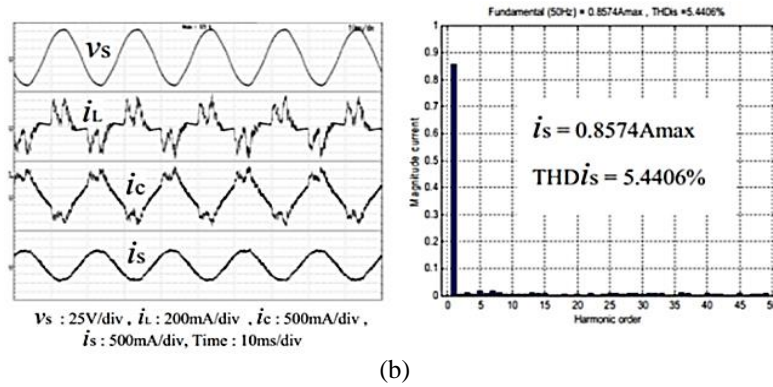 vs
iL
ic
is
vs : 25V/div , iL : 200mA/div , ic : 500mA/div ,
is : 500mA/div, Time : 10ms/div
Fundamental (50Hz) = 0.8574Amax , THDis =5.4406%
1
0.9
0.8
0.7
0.6
0.5
0.4
0.3
0.2
0.1
0
Magnitude current
is = 0.8574Amax
THDis = 5.4406%
0 5 10 15 20 25 30 35 40 45 50
Harmonic order
(b)